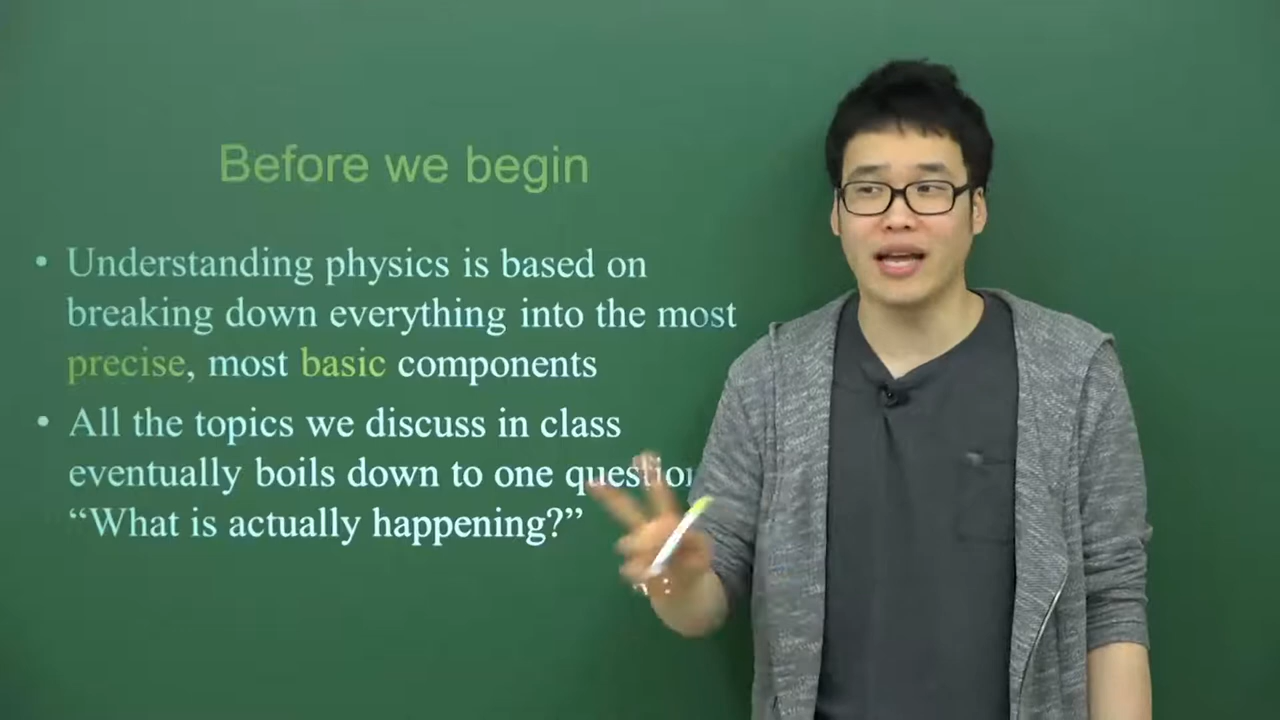 Before we begin
• Understanding physics is based on
breaking down everything into the most
precise, most basic components
• All the topics we discuss in class
eventually boils down to one question
“What is actually happening?”